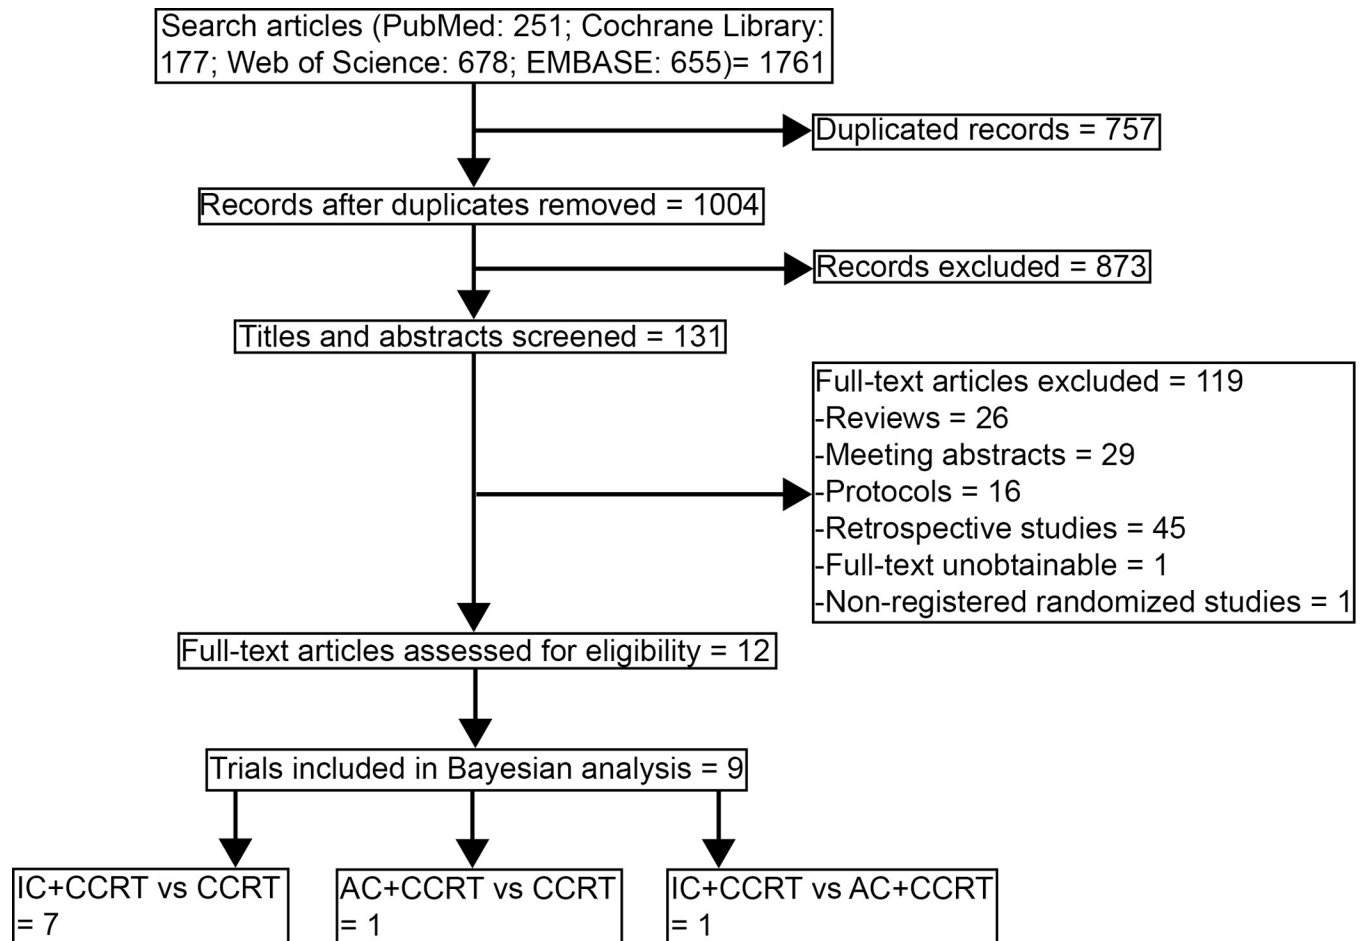 Search articles (PubMed: 251; Cochrane Library:
177; Web of Science: 678; EMBASE: 655)= 1761
Duplicated records = 757
Records after duplicates removed = 1004
Records excluded = 873
Titles and abstracts screened = 131
Full-text articles excluded = 119
-Reviews = 26
-Meeting abstracts = 29
-Protocols = 16
-Retrospective studies = 45
-Full-text unobtainable = 1
-Non-registered randomized studies = 1
Full-text articles assessed for eligibility = 12
Trials included in Bayesian analysis = 9
IC+CCRT vs CCRT
= 7
AC+CCRT vs CCRT
= 1
IC+CCRT vs AC+CCRT
= 1